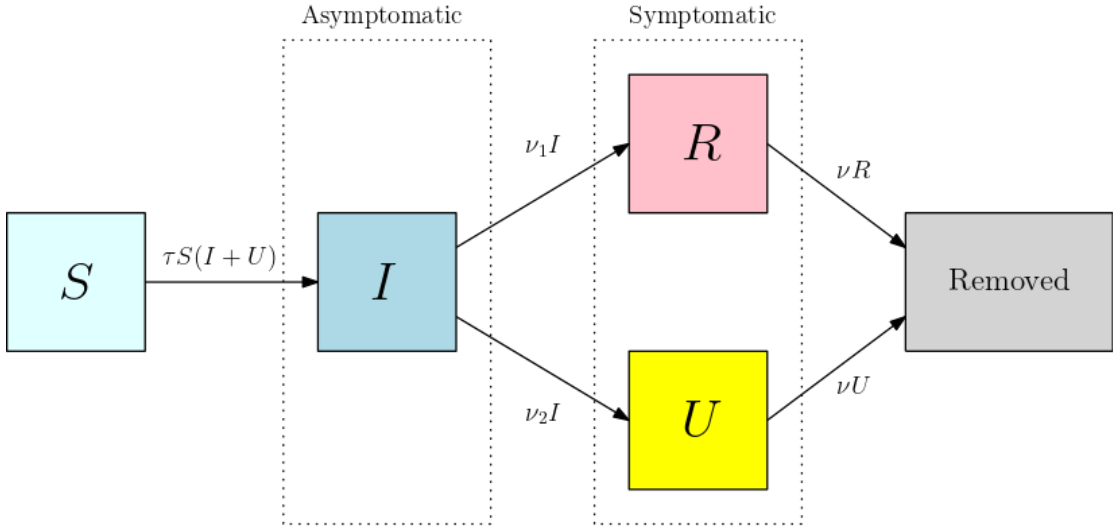 Asymptomatic
Symptomatic
ν₁I
R
νR
S
τS(I + U)
I
Removed
ν₂I
U
νU